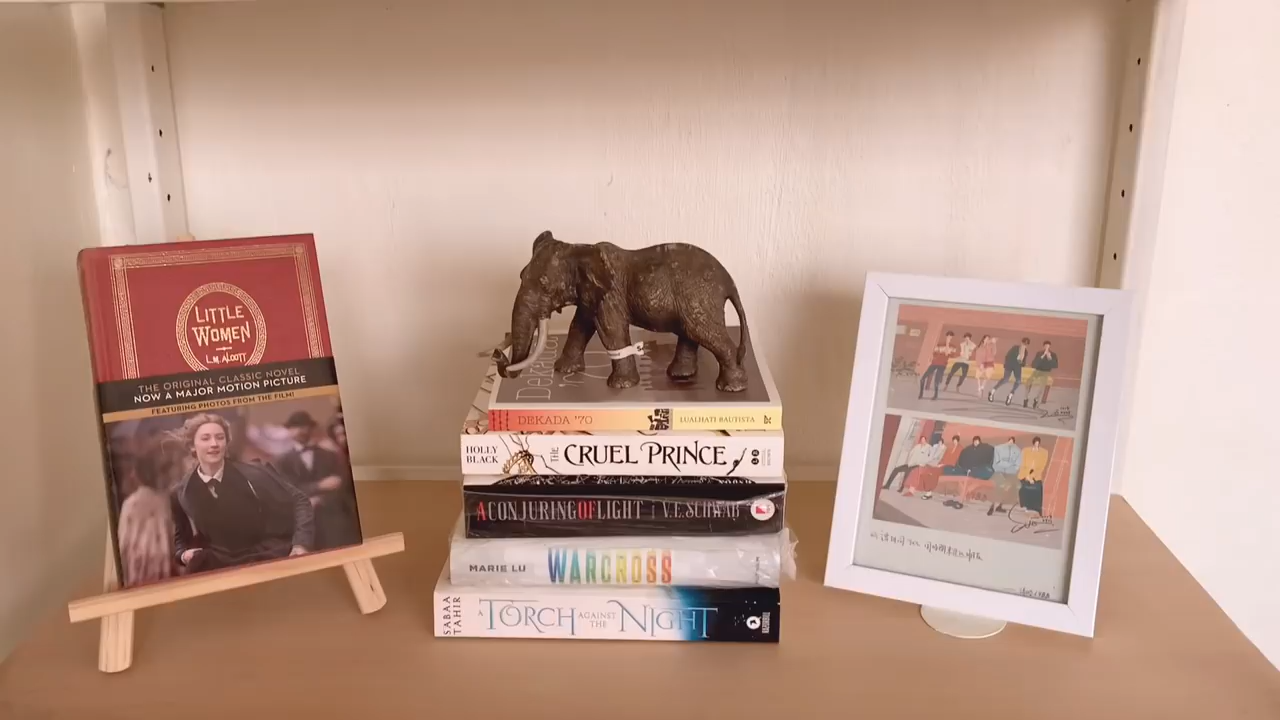 LITTLE
WOMEN
L.M. ALCOTT
THE ORIGINAL CLASSIC NOVEL
NOW A MAJOR MOTION PICTURE
FEATURING PHOTOS FROM THE FILM!
DEKADA '70 LUALHATI BAUTISTA
HOLLY
BLACK
THE CRUEL PRINCE
A CONJURING OF LIGHT V.E. SCHWAB
MARIE LU WARCROSS
SABAA
TAHIR
A TORCH AGAINST THE NIGHT